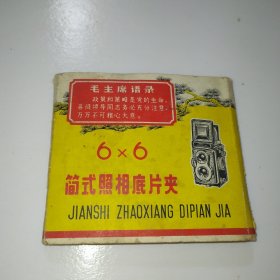 毛主席语录
政策和策略是党的生命，
各级领导同志务必充分注意，
万万不可粗心大意。
6×6
简式照相底片夹
JIANSHI ZHAOXIANG DIPIAN JIA